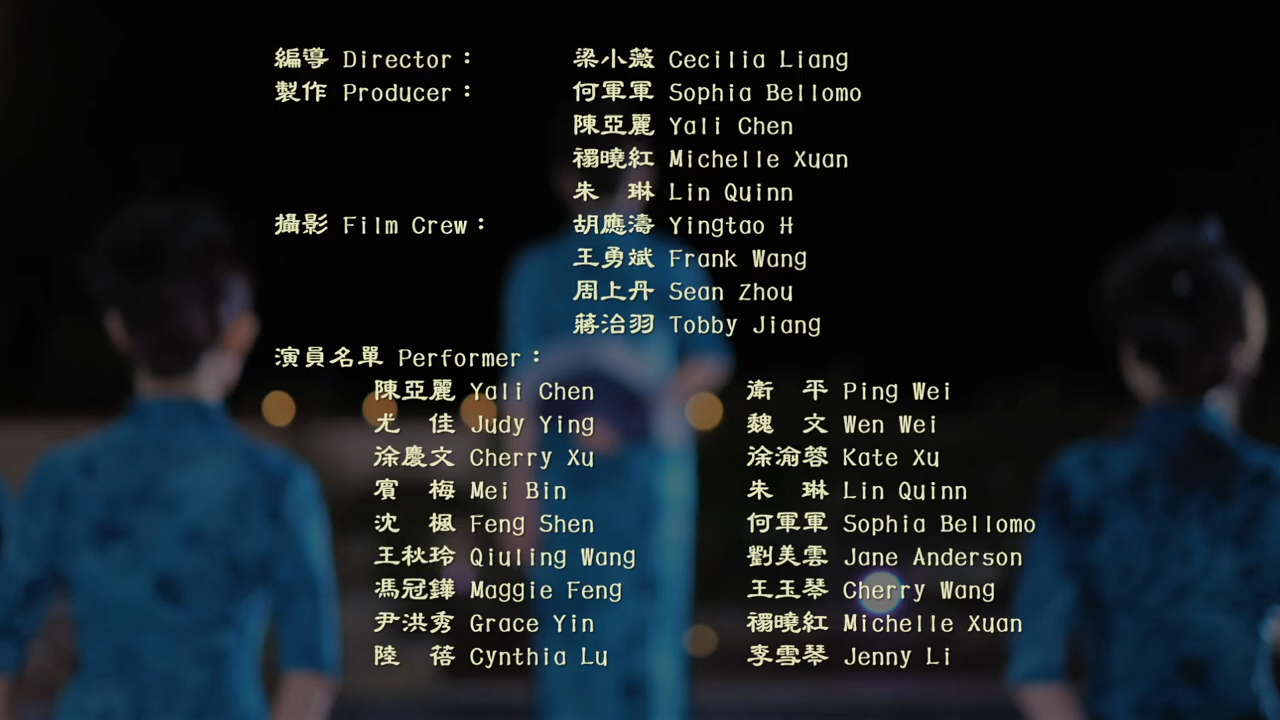 編導 Director： 梁小薇 Cecilia Liang
製作 Producer： 何軍軍 Sophia Bellomo
陳亞麗 Yali Chen
禤曉紅 Michelle Xuan
朱　琳 Lin Quinn
攝影 Film Crew： 胡應濤 Yingtao H
王勇斌 Frank Wang
周上丹 Sean Zhou
蔣治羽 Tobby Jiang
演員名單 Performer：
陳亞麗 Yali Chen 衛　平 Ping Wei
尤　佳 Judy Ying 魏　文 Wen Wei
徐慶文 Cherry Xu 徐渝蓉 Kate Xu
賓　梅 Mei Bin 朱　琳 Lin Quinn
沈　楓 Feng Shen 何軍軍 Sophia Bellomo
王秋玲 Qiuling Wang 劉美雲 Jane Anderson
馮冠鏵 Maggie Feng 王玉琴 Cherry Wang
尹洪秀 Grace Yin 禤曉紅 Michelle Xuan
陸　蓓 Cynthia Lu 李雪琴 Jenny Li